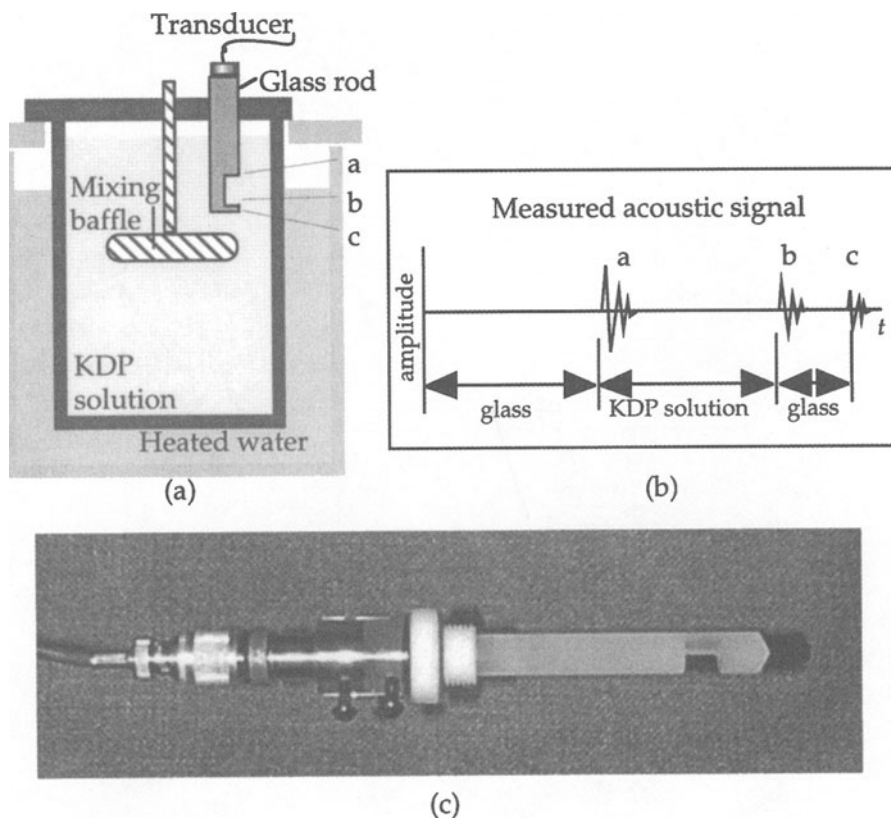 Transducer
Glass rod
a
Mixing
baffle
b
c
KDP
solution
Heated water
(a)
Measured acoustic signal
amplitude
a
b
c
t
glass
KDP solution
glass
(b)
(c)